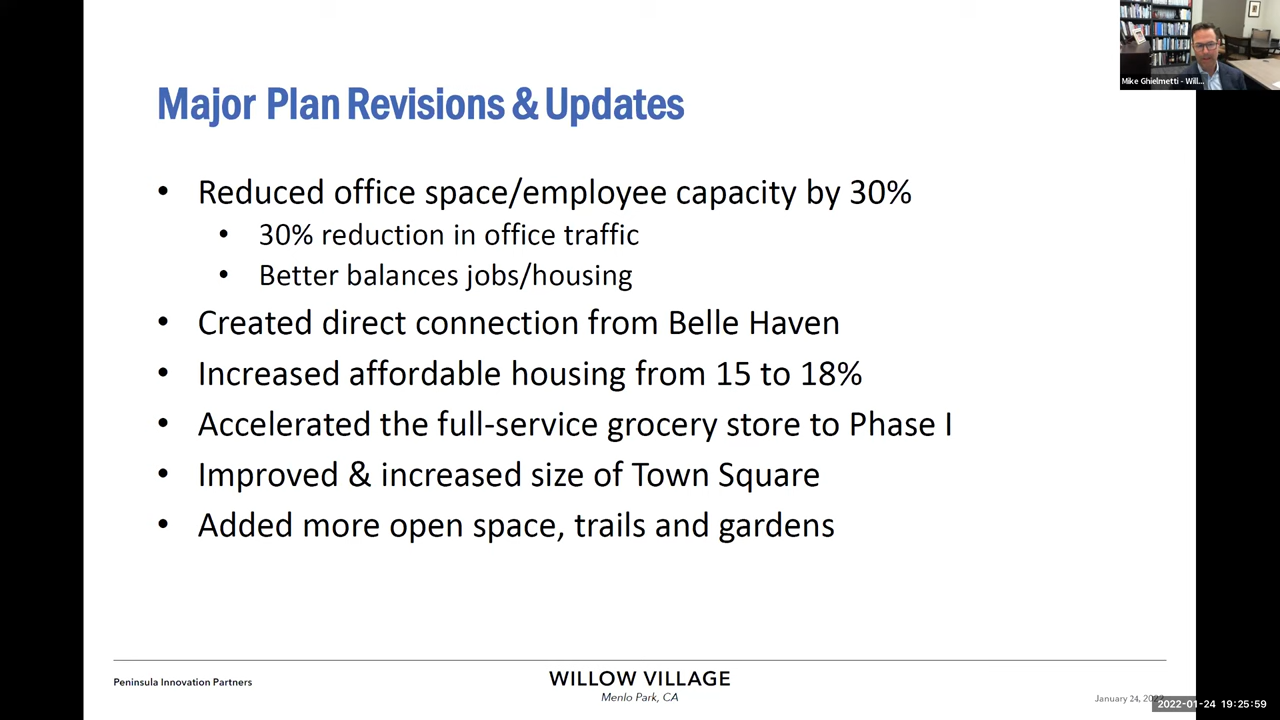 Mike Ghielmetti - Will...
Major Plan Revisions & Updates
• Reduced office space/employee capacity by 30%
• 30% reduction in office traffic
• Better balances jobs/housing
• Created direct connection from Belle Haven
• Increased affordable housing from 15 to 18%
• Accelerated the full-service grocery store to Phase I
• Improved & increased size of Town Square
• Added more open space, trails and gardens
Peninsula Innovation Partners
WILLOW VILLAGE
Menlo Park, CA
January 24, 2022
2022-01-24 19:25:59